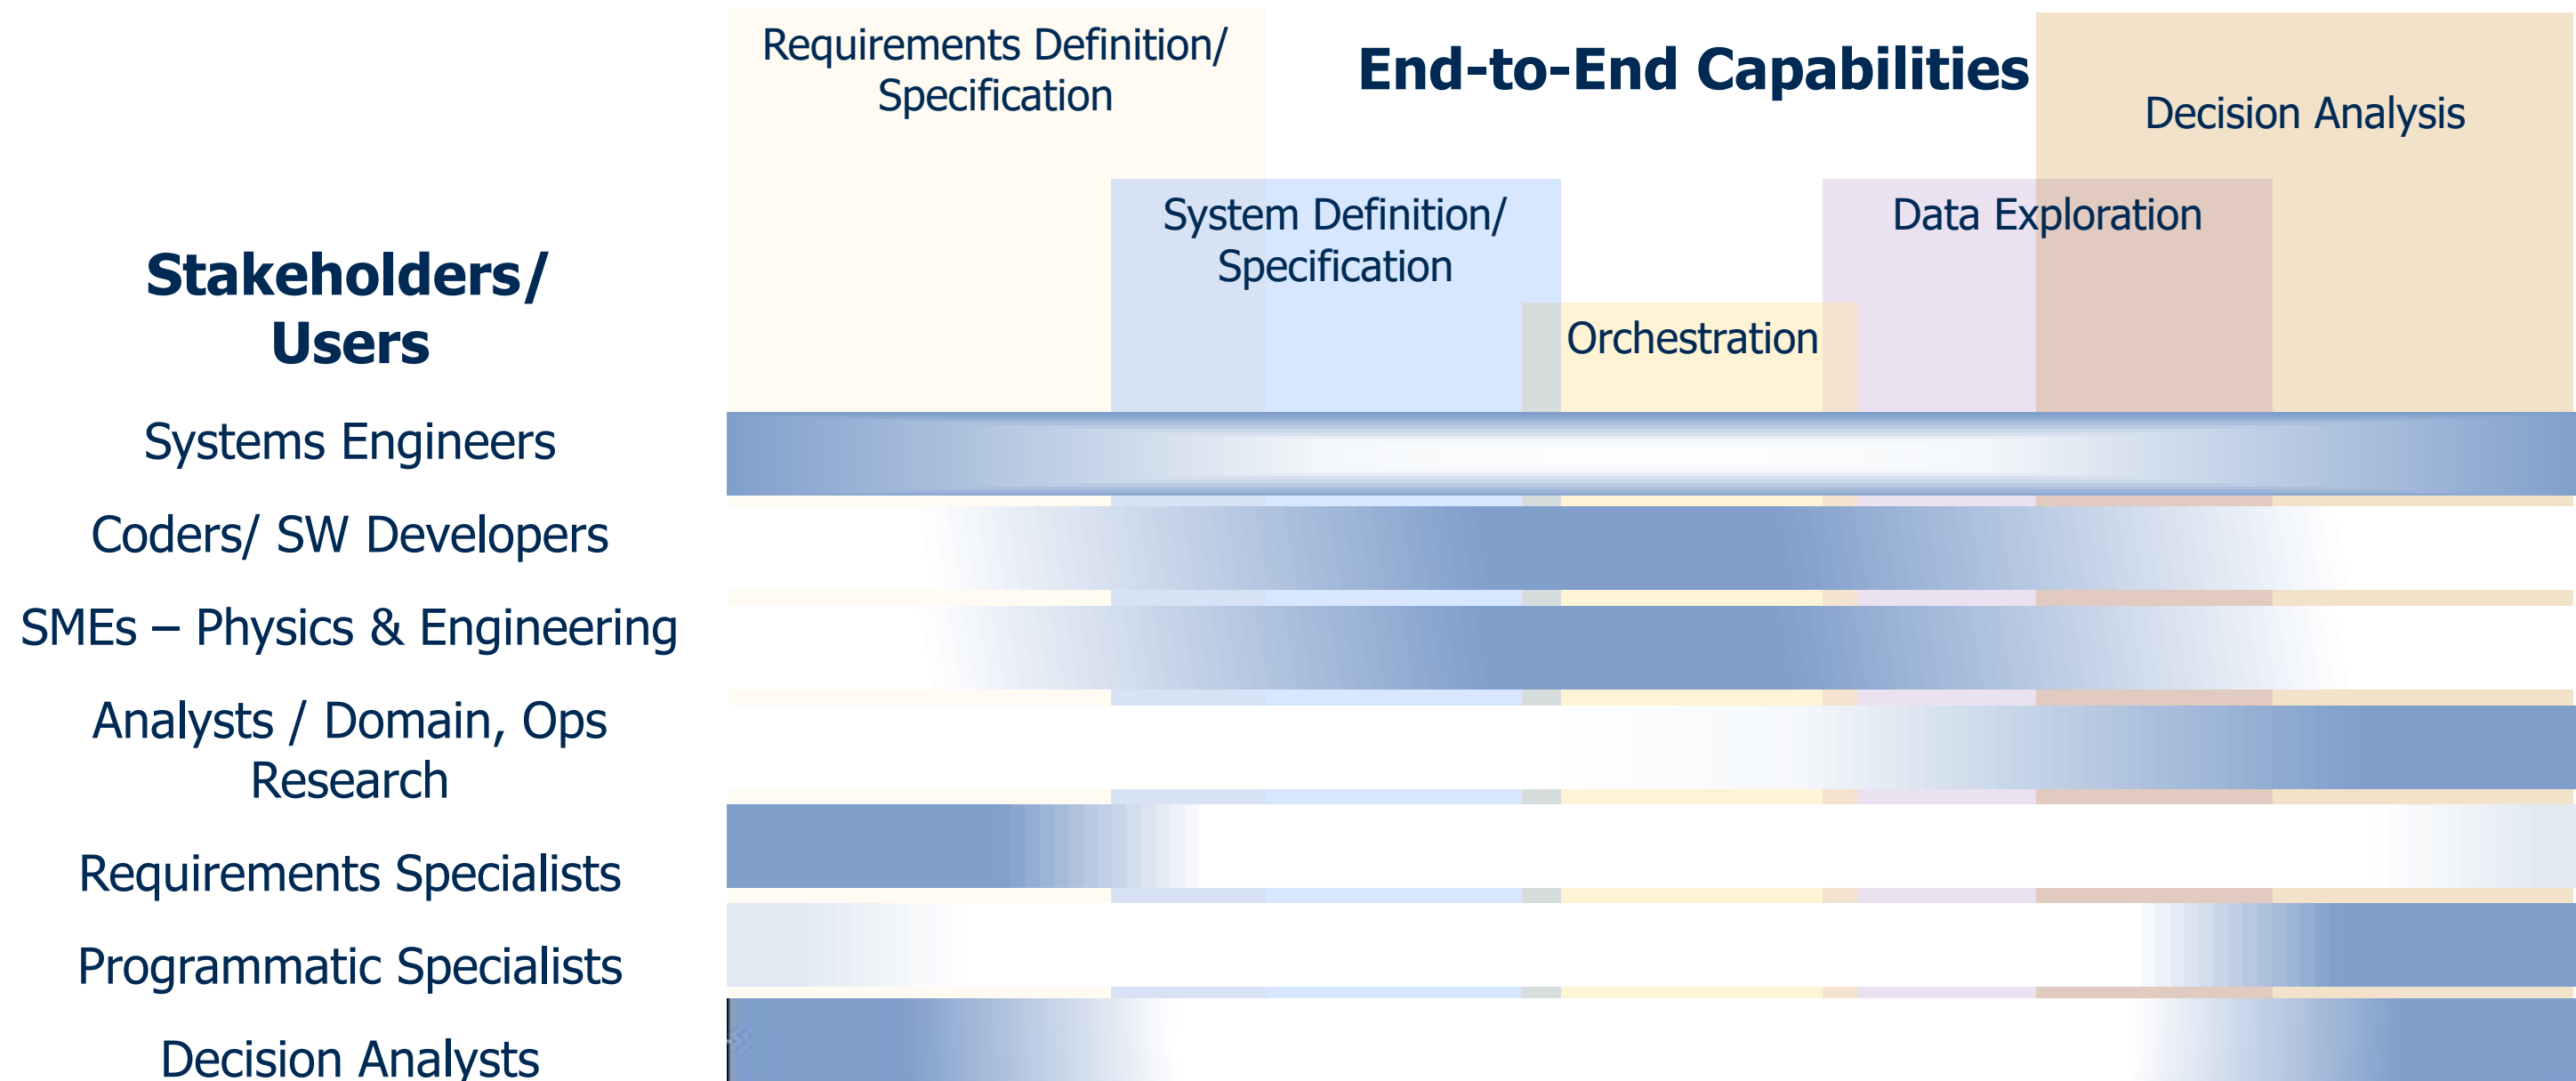 Requirements Definition/
Specification
End-to-End Capabilities
Decision Analysis
System Definition/
Specification
Data Exploration
Orchestration
Stakeholders/
Users
Systems Engineers
Coders/ SW Developers
SMEs – Physics & Engineering
Analysts / Domain, Ops
Research
Requirements Specialists
Programmatic Specialists
Decision Analysts